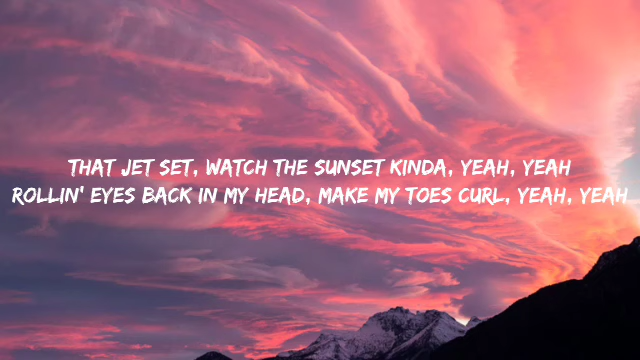 THAT JET SET, WATCH THE SUNSET KINDA, YEAH, YEAH
ROLLIN' EYES BACK IN MY HEAD, MAKE MY TOES CURL, YEAH, YEAH